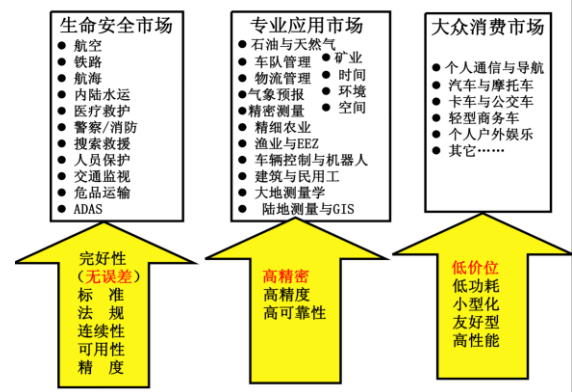 生命安全市场
● 航空
● 铁路
● 航海
● 内陆水运
● 医疗救护
● 警察/消防
● 搜索救援
● 人员保护
● 交通监视
● 危品运输
● ADAS
完好性
（无误差）
标 准
法 规
连续性
可用性
精 度
专业应用市场
● 石油与天然气
● 车队管理
● 物流管理
● 气象预报
● 精密测量
● 精细农业
● 渔业与EEZ
● 车辆控制与机器人
● 建筑与民用工
● 大地测量学
● 陆地测量与GIS
● 矿业
● 时间
● 环境
● 空间
高精密
高精度
高可靠性
大众消费市场
● 个人通信与导航
● 汽车与摩托车
● 卡车与公交车
● 轻型商务车
● 个人户外娱乐
● 其它……
低价位
低功耗
小型化
友好型
高性能